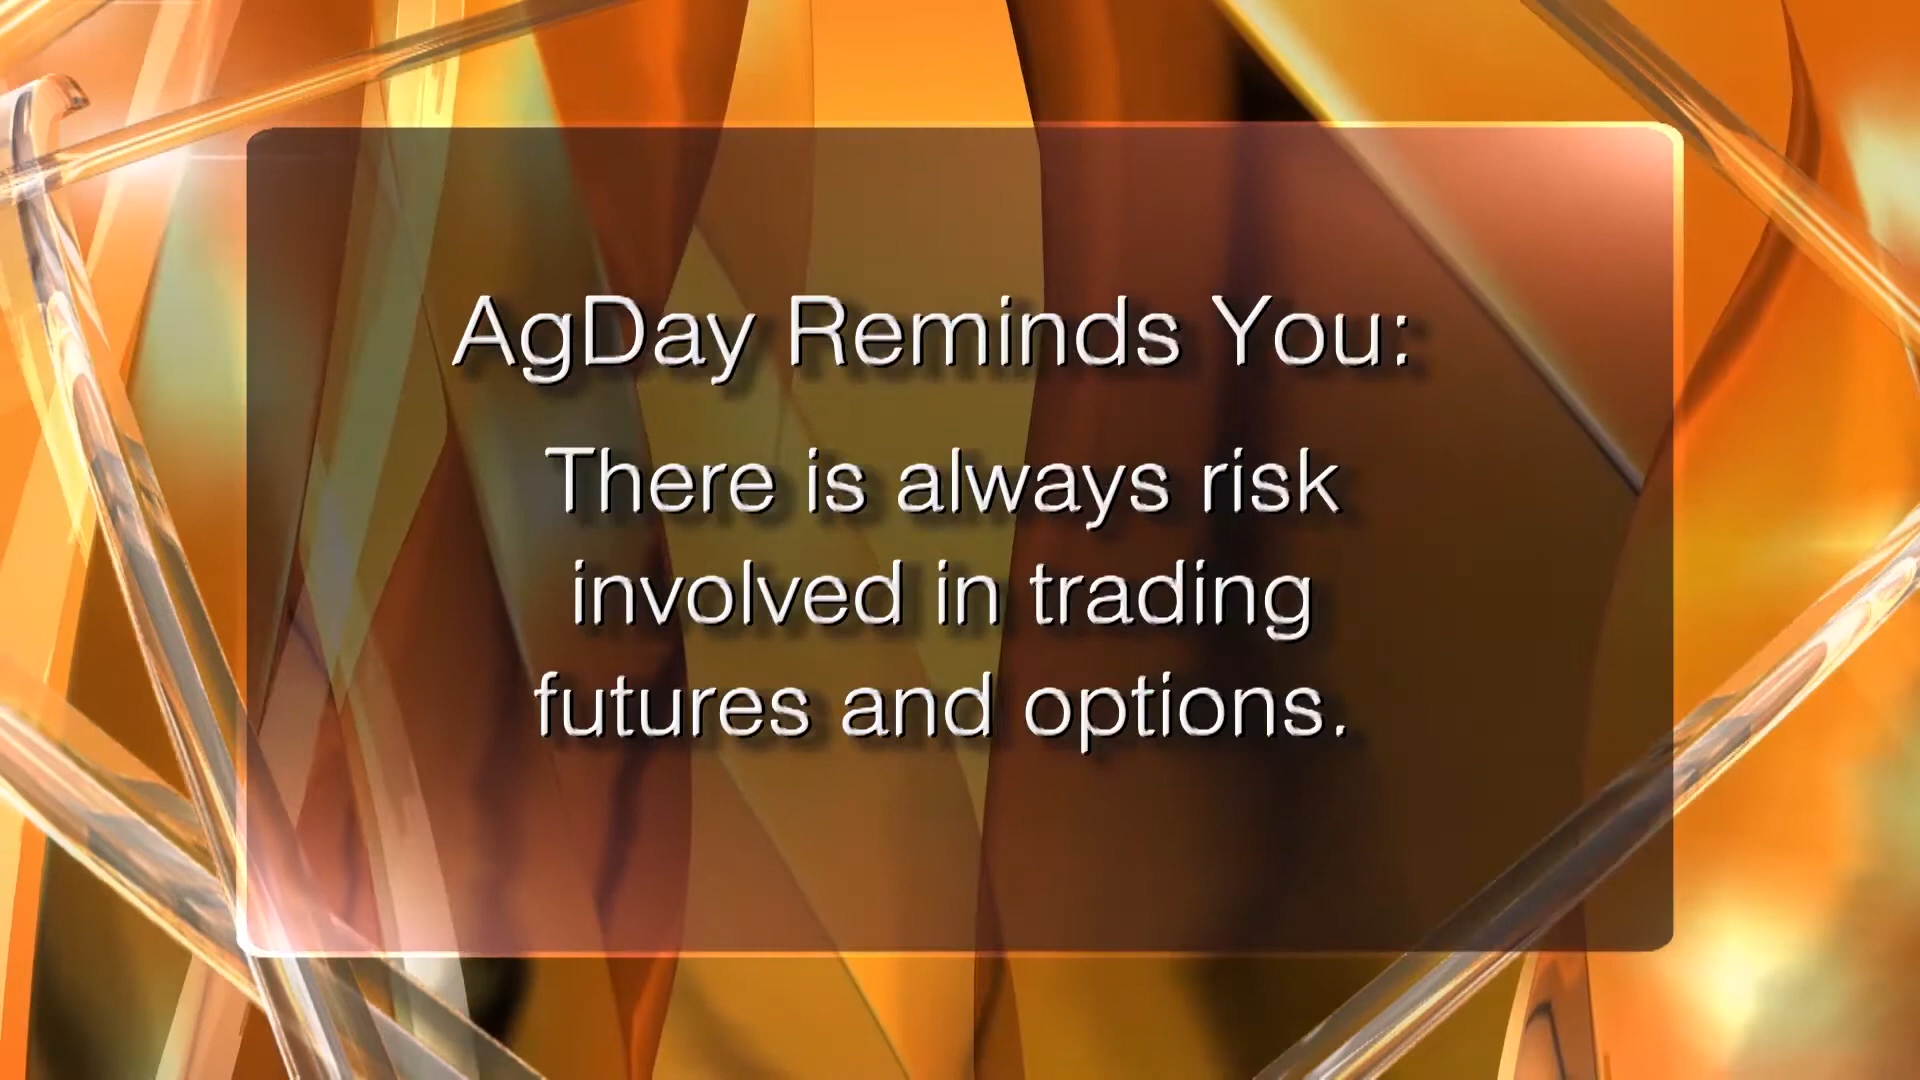 AgDay Reminds You:
There is always risk
involved in trading
futures and options.